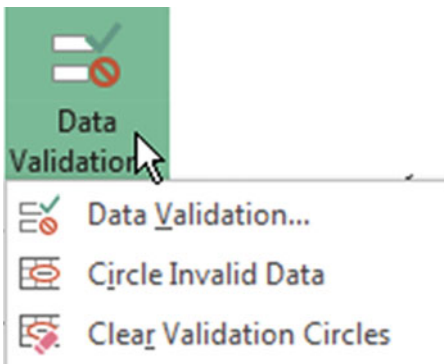 Data
Validation
Data Validation...
Circle Invalid Data
Clear Validation Circles